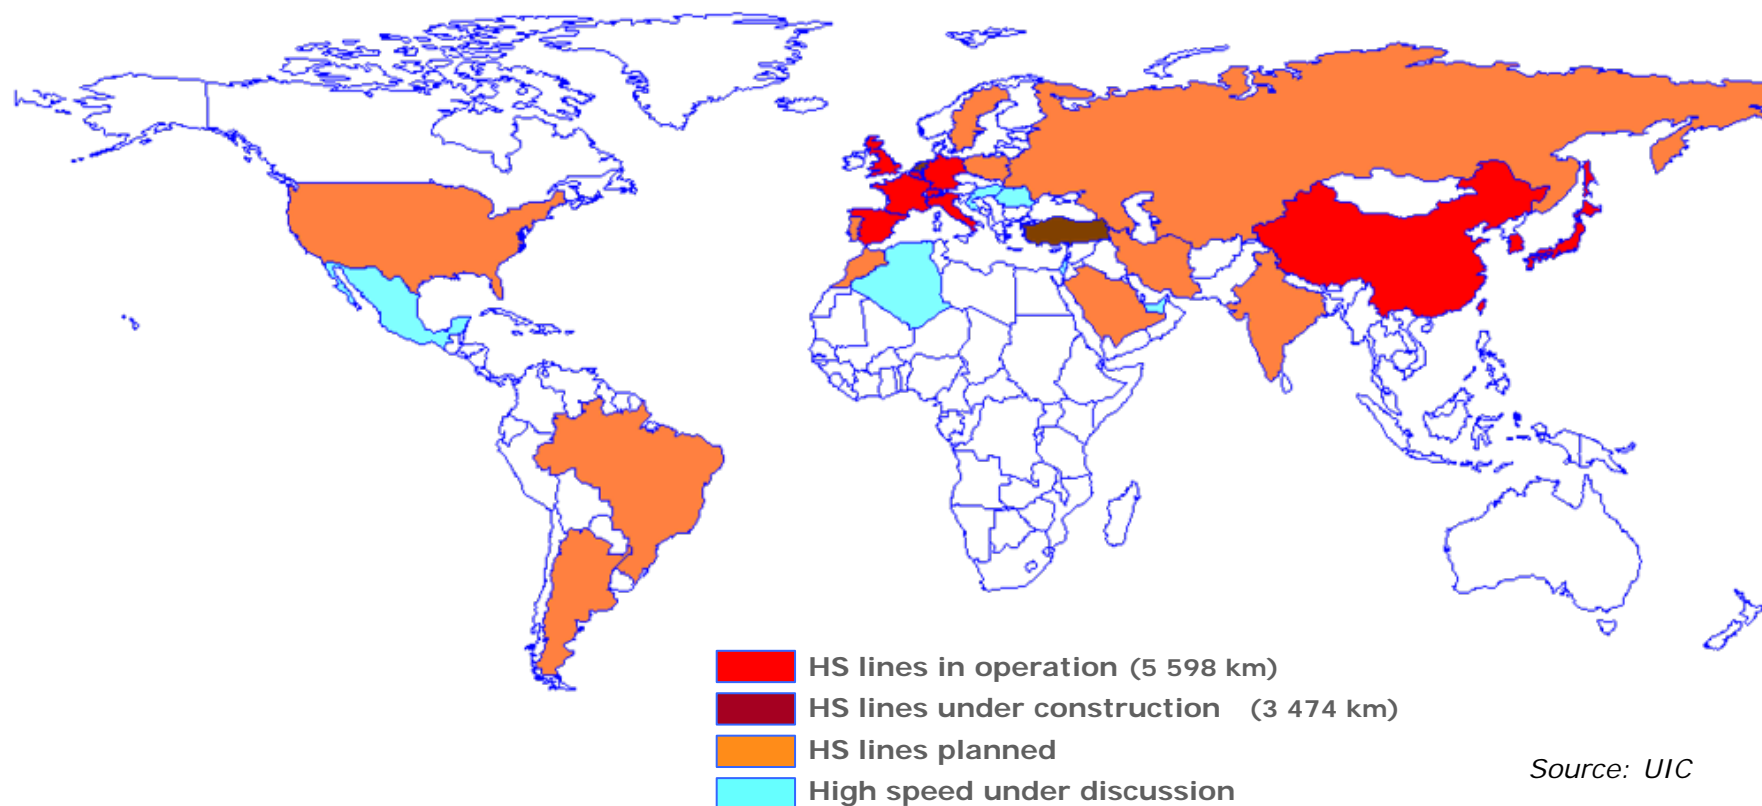 HS lines in operation (5 598 km)
HS lines under construction (3 474 km)
HS lines planned
High speed under discussion
Source: UIC